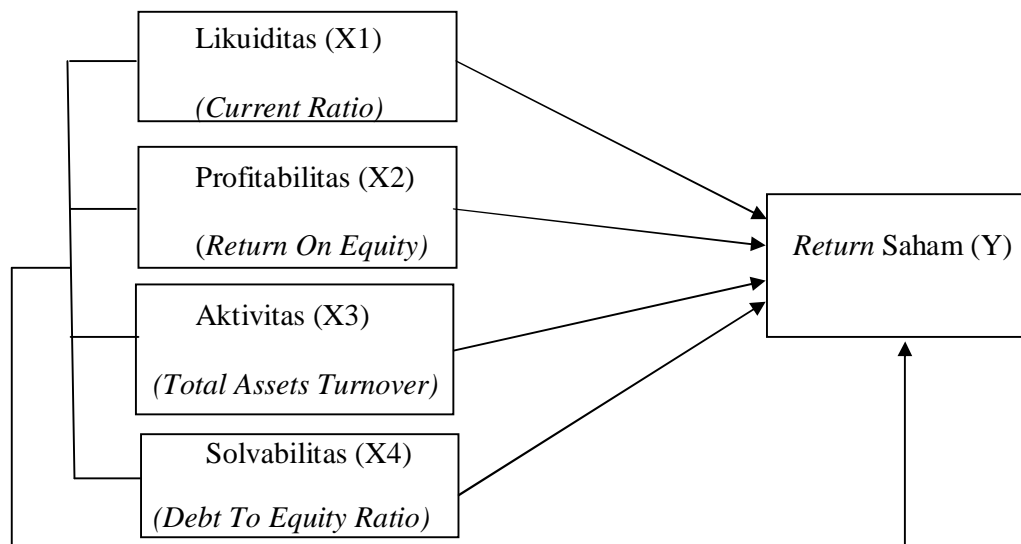 Likuiditas (X1)
(Current Ratio)
Profitabilitas (X2)
(Return On Equity)
Return Saham (Y)
Aktivitas (X3)
(Total Assets Turnover)
Solvabilitas (X4)
(Debt To Equity Ratio)